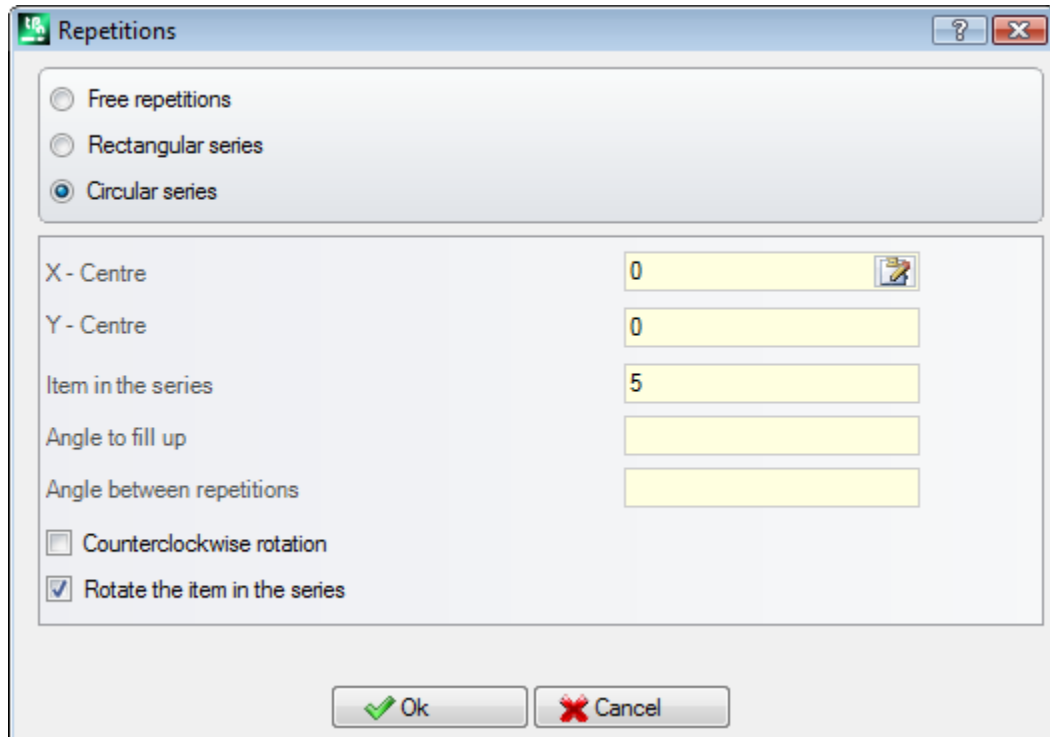 Repetitions
Free repetitions
Rectangular series
Circular series
X - Centre 0
Y - Centre 0
Item in the series 5
Angle to fill up
Angle between repetitions
Counterclockwise rotation
Rotate the item in the series
Ok Cancel